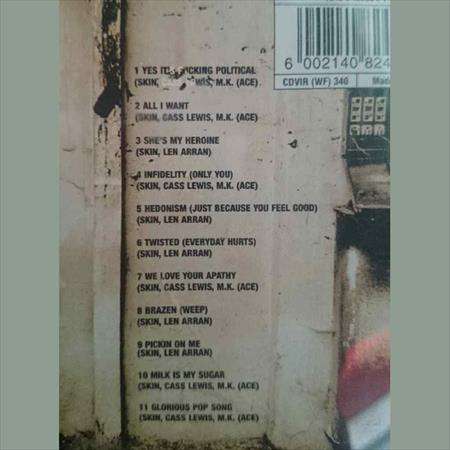 6 002140 824
CDVIR (WF) 340 Mad
1 YES IT'S CKING POLITICAL
(SKIN, WIS, M.K. (ACE)
2 ALL I WANT
(SKIN, CASS LEWIS, M.K. (ACE)
3 SHE'S MY HEROINE
(SKIN, LEN ARRAN)
4 INFIDELITY (ONLY YOU)
(SKIN, CASS LEWIS, M.K. (ACE)
5 HEDONISM (JUST BECAUSE YOU FEEL GOOD)
(SKIN, LEN ARRAN)
6 TWISTED (EVERYDAY HURTS)
(SKIN, LEN ARRAN)
7 WE LOVE YOUR APATHY
(SKIN, CASS LEWIS, M.K. (ACE)
8 BRAZEN (WEEP)
(SKIN, LEN ARRAN)
9 PICKIN ON ME
(SKIN, LEN ARRAN)
10 MILK IS MY SUGAR
(SKIN, CASS LEWIS, M.K. (ACE)
11 GLORIOUS POP SONG
(SKIN, CASS LEWIS, M.K. (ACE)